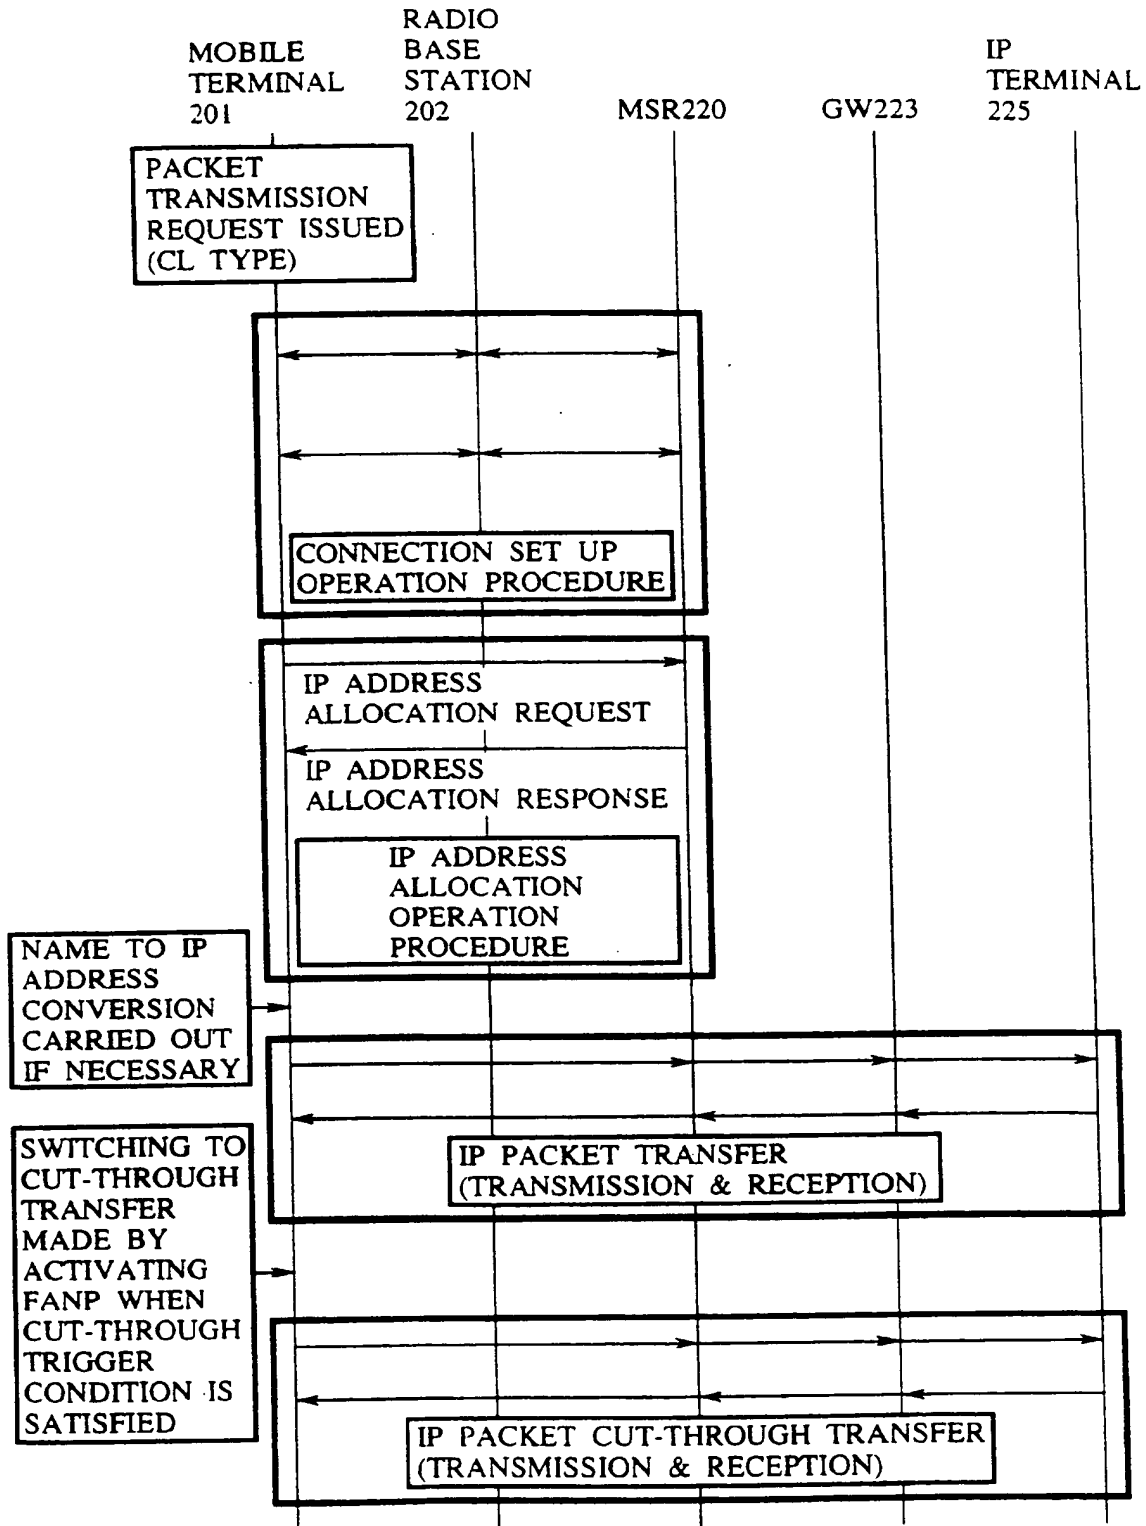 MOBILE
TERMINAL
201
RADIO
BASE
STATION
202
MSR220
GW223
IP
TERMINAL
225
PACKET
TRANSMISSION
REQUEST ISSUED
(CL TYPE)
CONNECTION SET UP
OPERATION PROCEDURE
IP ADDRESS
ALLOCATION REQUEST
IP ADDRESS
ALLOCATION RESPONSE
IP ADDRESS
ALLOCATION
OPERATION
PROCEDURE
NAME TO IP
ADDRESS
CONVERSION
CARRIED OUT
IF NECESSARY
IP PACKET TRANSFER
(TRANSMISSION & RECEPTION)
SWITCHING TO
CUT-THROUGH
TRANSFER
MADE BY
ACTIVATING
FANP WHEN
CUT-THROUGH
TRIGGER
CONDITION IS
SATISFIED
IP PACKET CUT-THROUGH TRANSFER
(TRANSMISSION & RECEPTION)